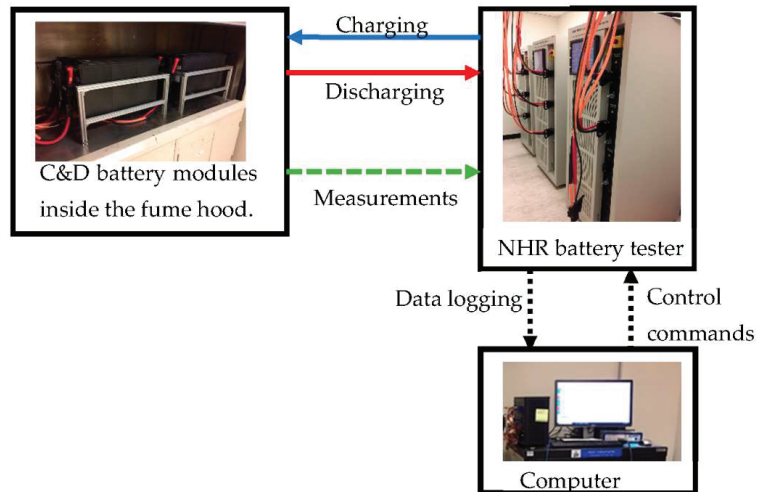 Charging
Discharging
C&D battery modules
inside the fume hood.
Measurements
NHR battery tester
Data logging
Control
commands
Computer